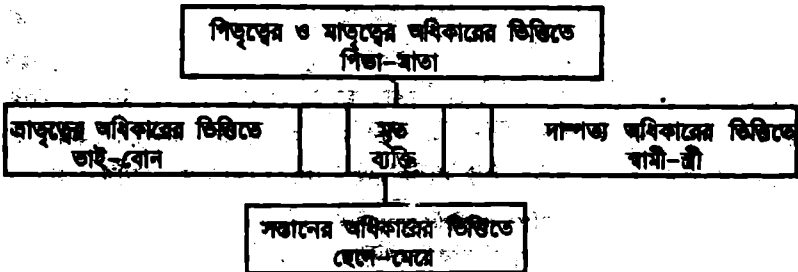 পিতৃত্বের ও মাতৃত্বের অধিকারের ভিত্তিতে
পিতা-মাতা
ভ্রাতৃত্বের অধিকারের ভিত্তিতে
ভাই-বোন
মৃত
ব্যক্তি
দাম্পত্য অধিকারের ভিত্তিতে
স্বামী-স্ত্রী
সন্তানের অধিকারের ভিত্তিতে
ছেলে-মেয়ে